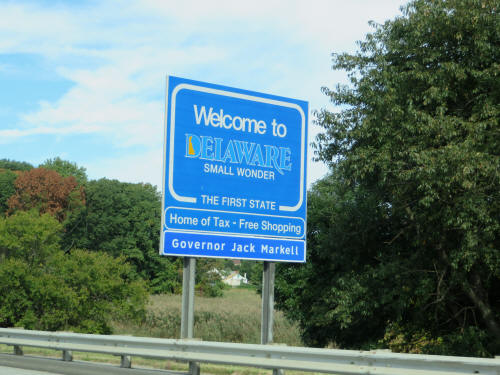 Welcome to
DELAWARE
SMALL WONDER
THE FIRST STATE
Home of Tax - Free Shopping
Governor Jack Markell